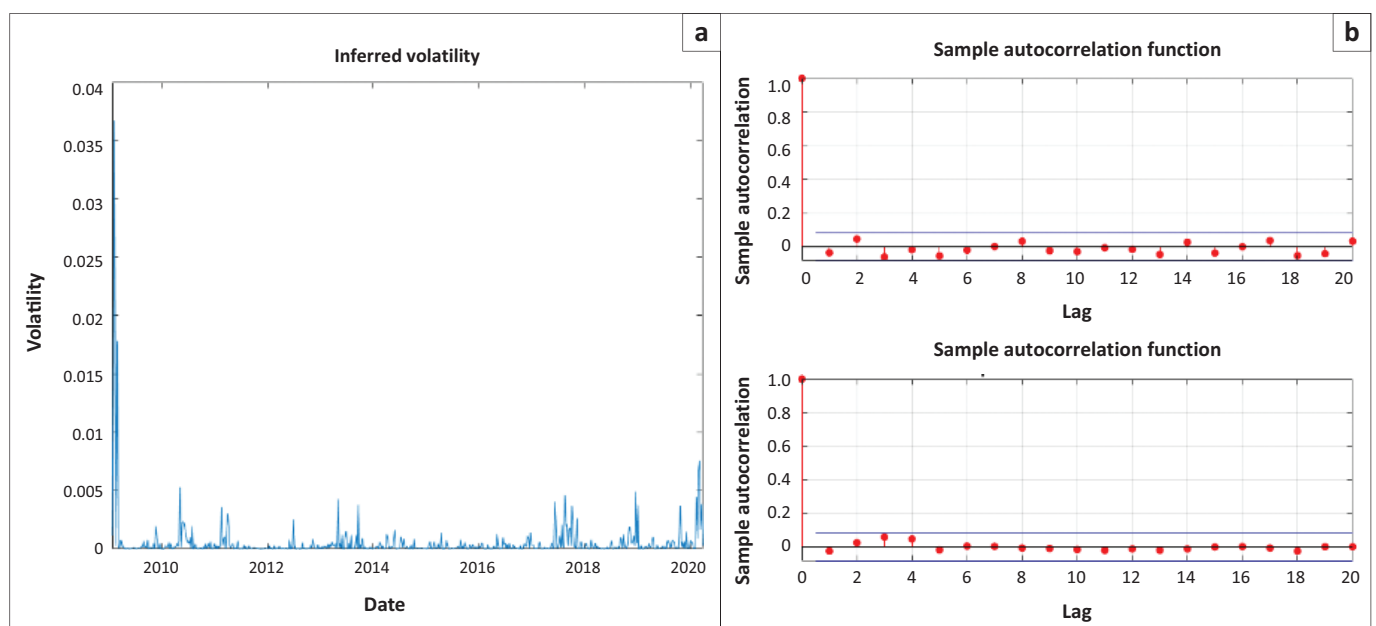 a
Inferred volatility
0.04
0.035
0.03
0.025
0.02
0.015
0.01
0.005
0
Volatility
2010 2012 2014 2016 2018 2020
Date
b
Sample autocorrelation function
1.0
0.8
0.6
0.4
0.2
0
Sample autocorrelation
0 2 4 6 8 10 12 14 16 18 20
Lag
Sample autocorrelation function
1.0
0.8
0.6
0.4
0.2
0
Sample autocorrelation
0 2 4 6 8 10 12 14 16 18 20
Lag